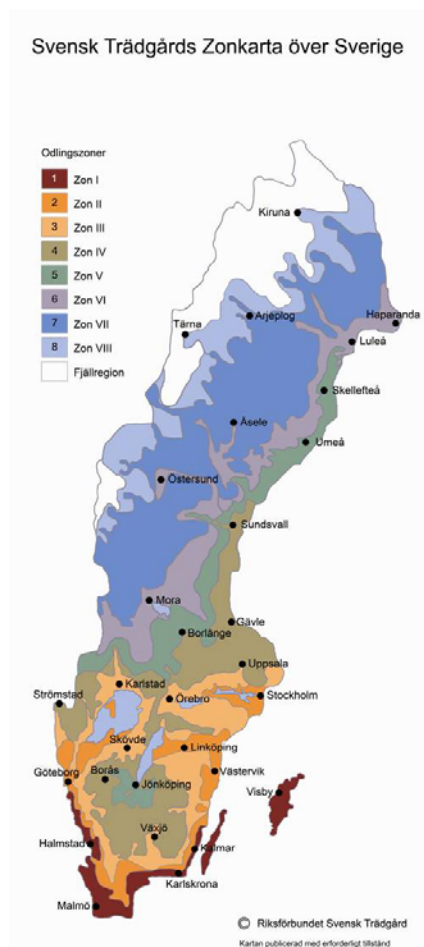 Svensk Trädgårds Zonkarta över Sverige
Odlingszoner
1 Zon I
2 Zon II
3 Zon III
4 Zon IV
5 Zon V
6 Zon VI
7 Zon VII
8 Zon VIII
Fjällregion
Kiruna
Arjeplog
Haparanda
Tärna
Luleå
Skellefteå
Åsele
Umeå
Östersund
Sundsvall
Mora
Gävle
Borlänge
Uppsala
Karlstad
Strömstad
Örebro
Stockholm
Skövde
Linköping
Göteborg
Borås
Västervik
Jönköping
Visby
Växjö
Halmstad
Kalmar
Karlskrona
Malmö
© Riksförbundet Svensk Trädgård
Kartan publicerad med erforderligt tillstånd